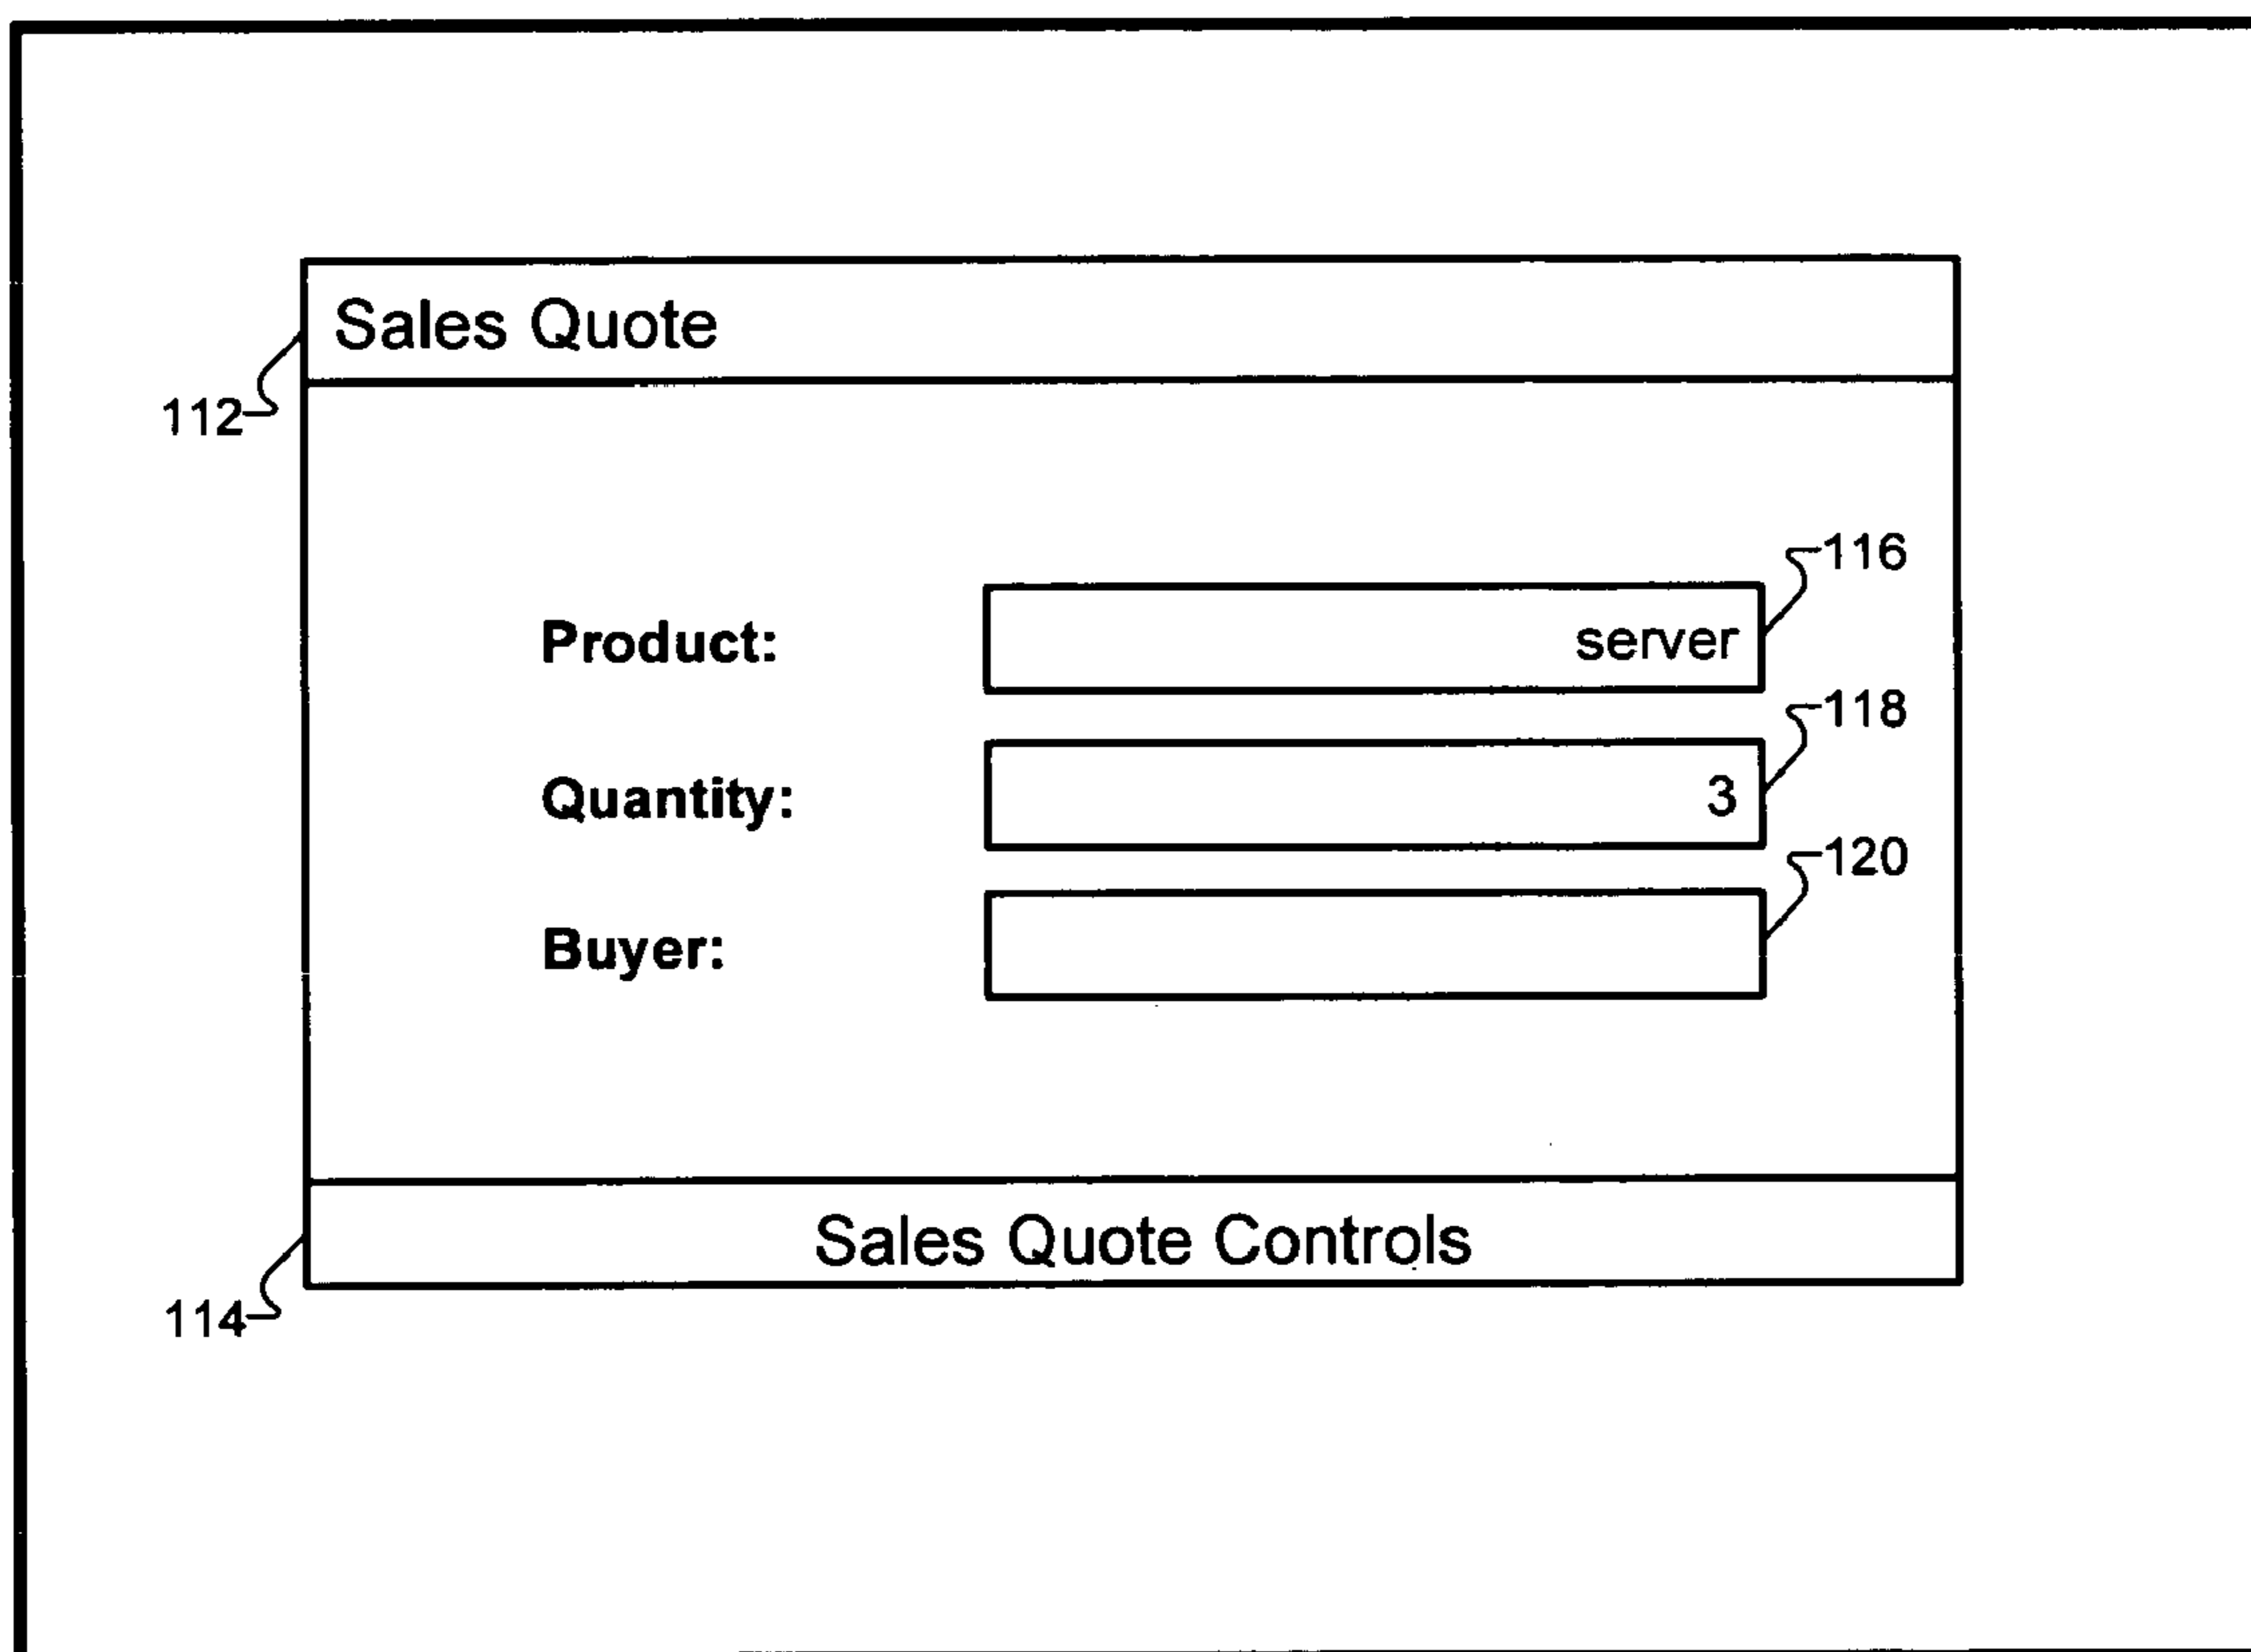 Sales Quote
112
116
Product: server
118
Quantity: 3
120
Buyer:
Sales Quote Controls
114